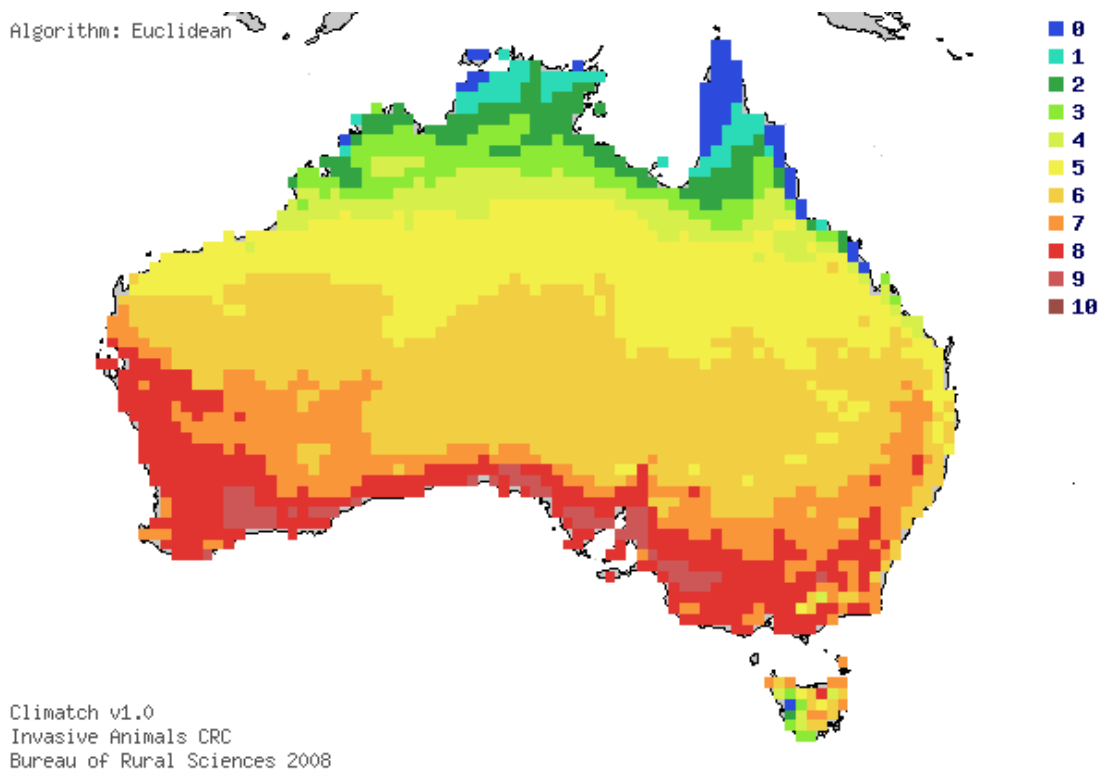 Algorithm: Euclidean
0
1
2
3
4
5
6
7
8
9
10
Climatch v1.0
Invasive Animals CRC
Bureau of Rural Sciences 2008